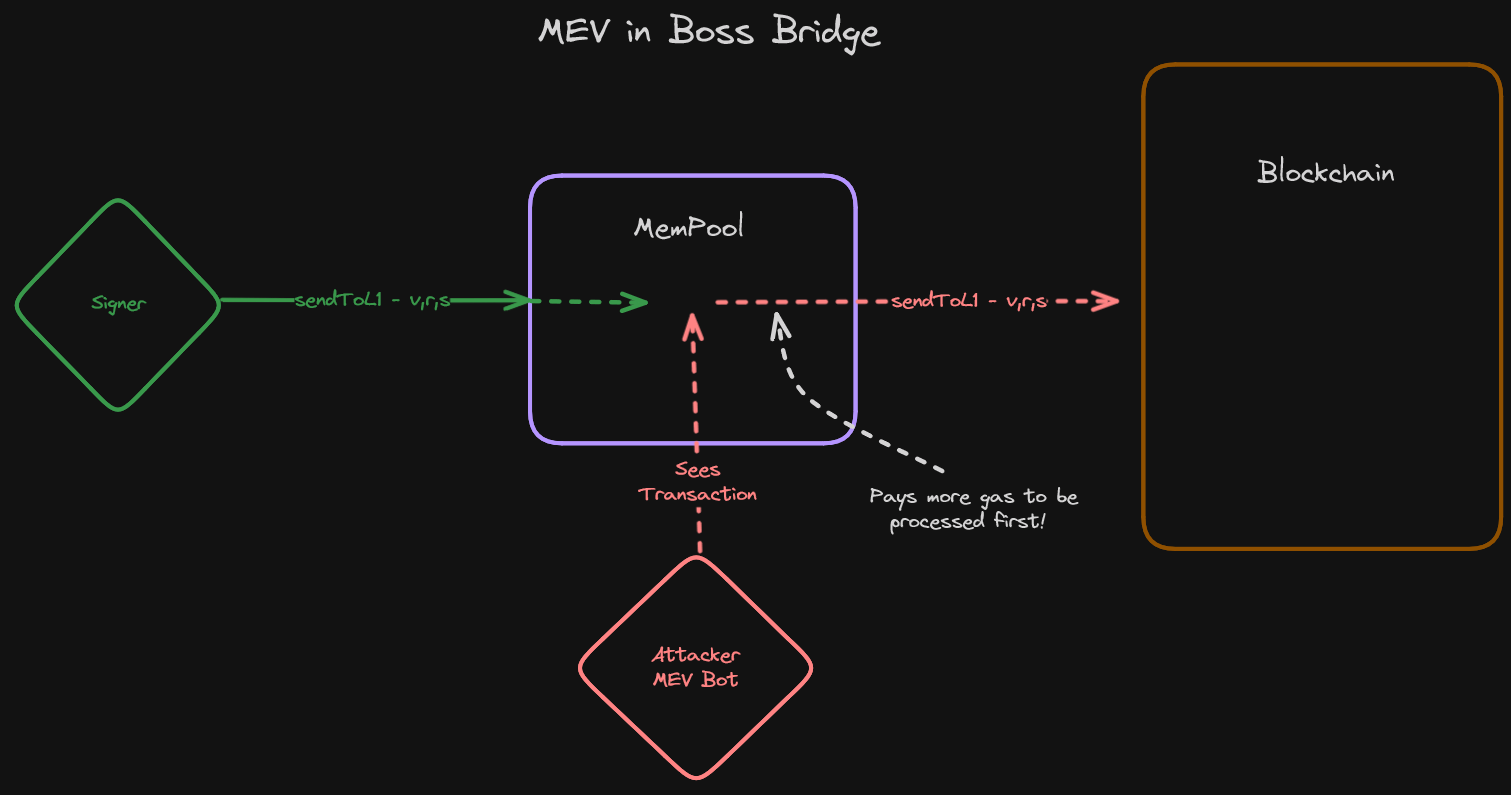 MEV in Boss Bridge
Blockchain
MemPool
Signer
sendToL1 - v,r,s
sendToL1 - v,r,s
Sees
Transaction
Pays more gas to be
processed first!
Attacker
MEV Bot